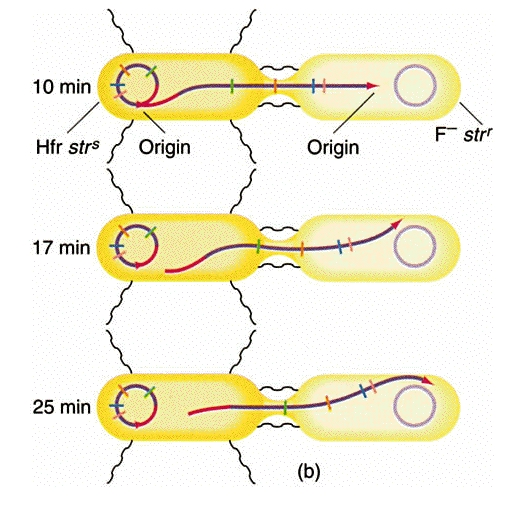 10 min
Hfr strˢ
Origin
Origin
F⁻ strʳ
17 min
25 min
(b)